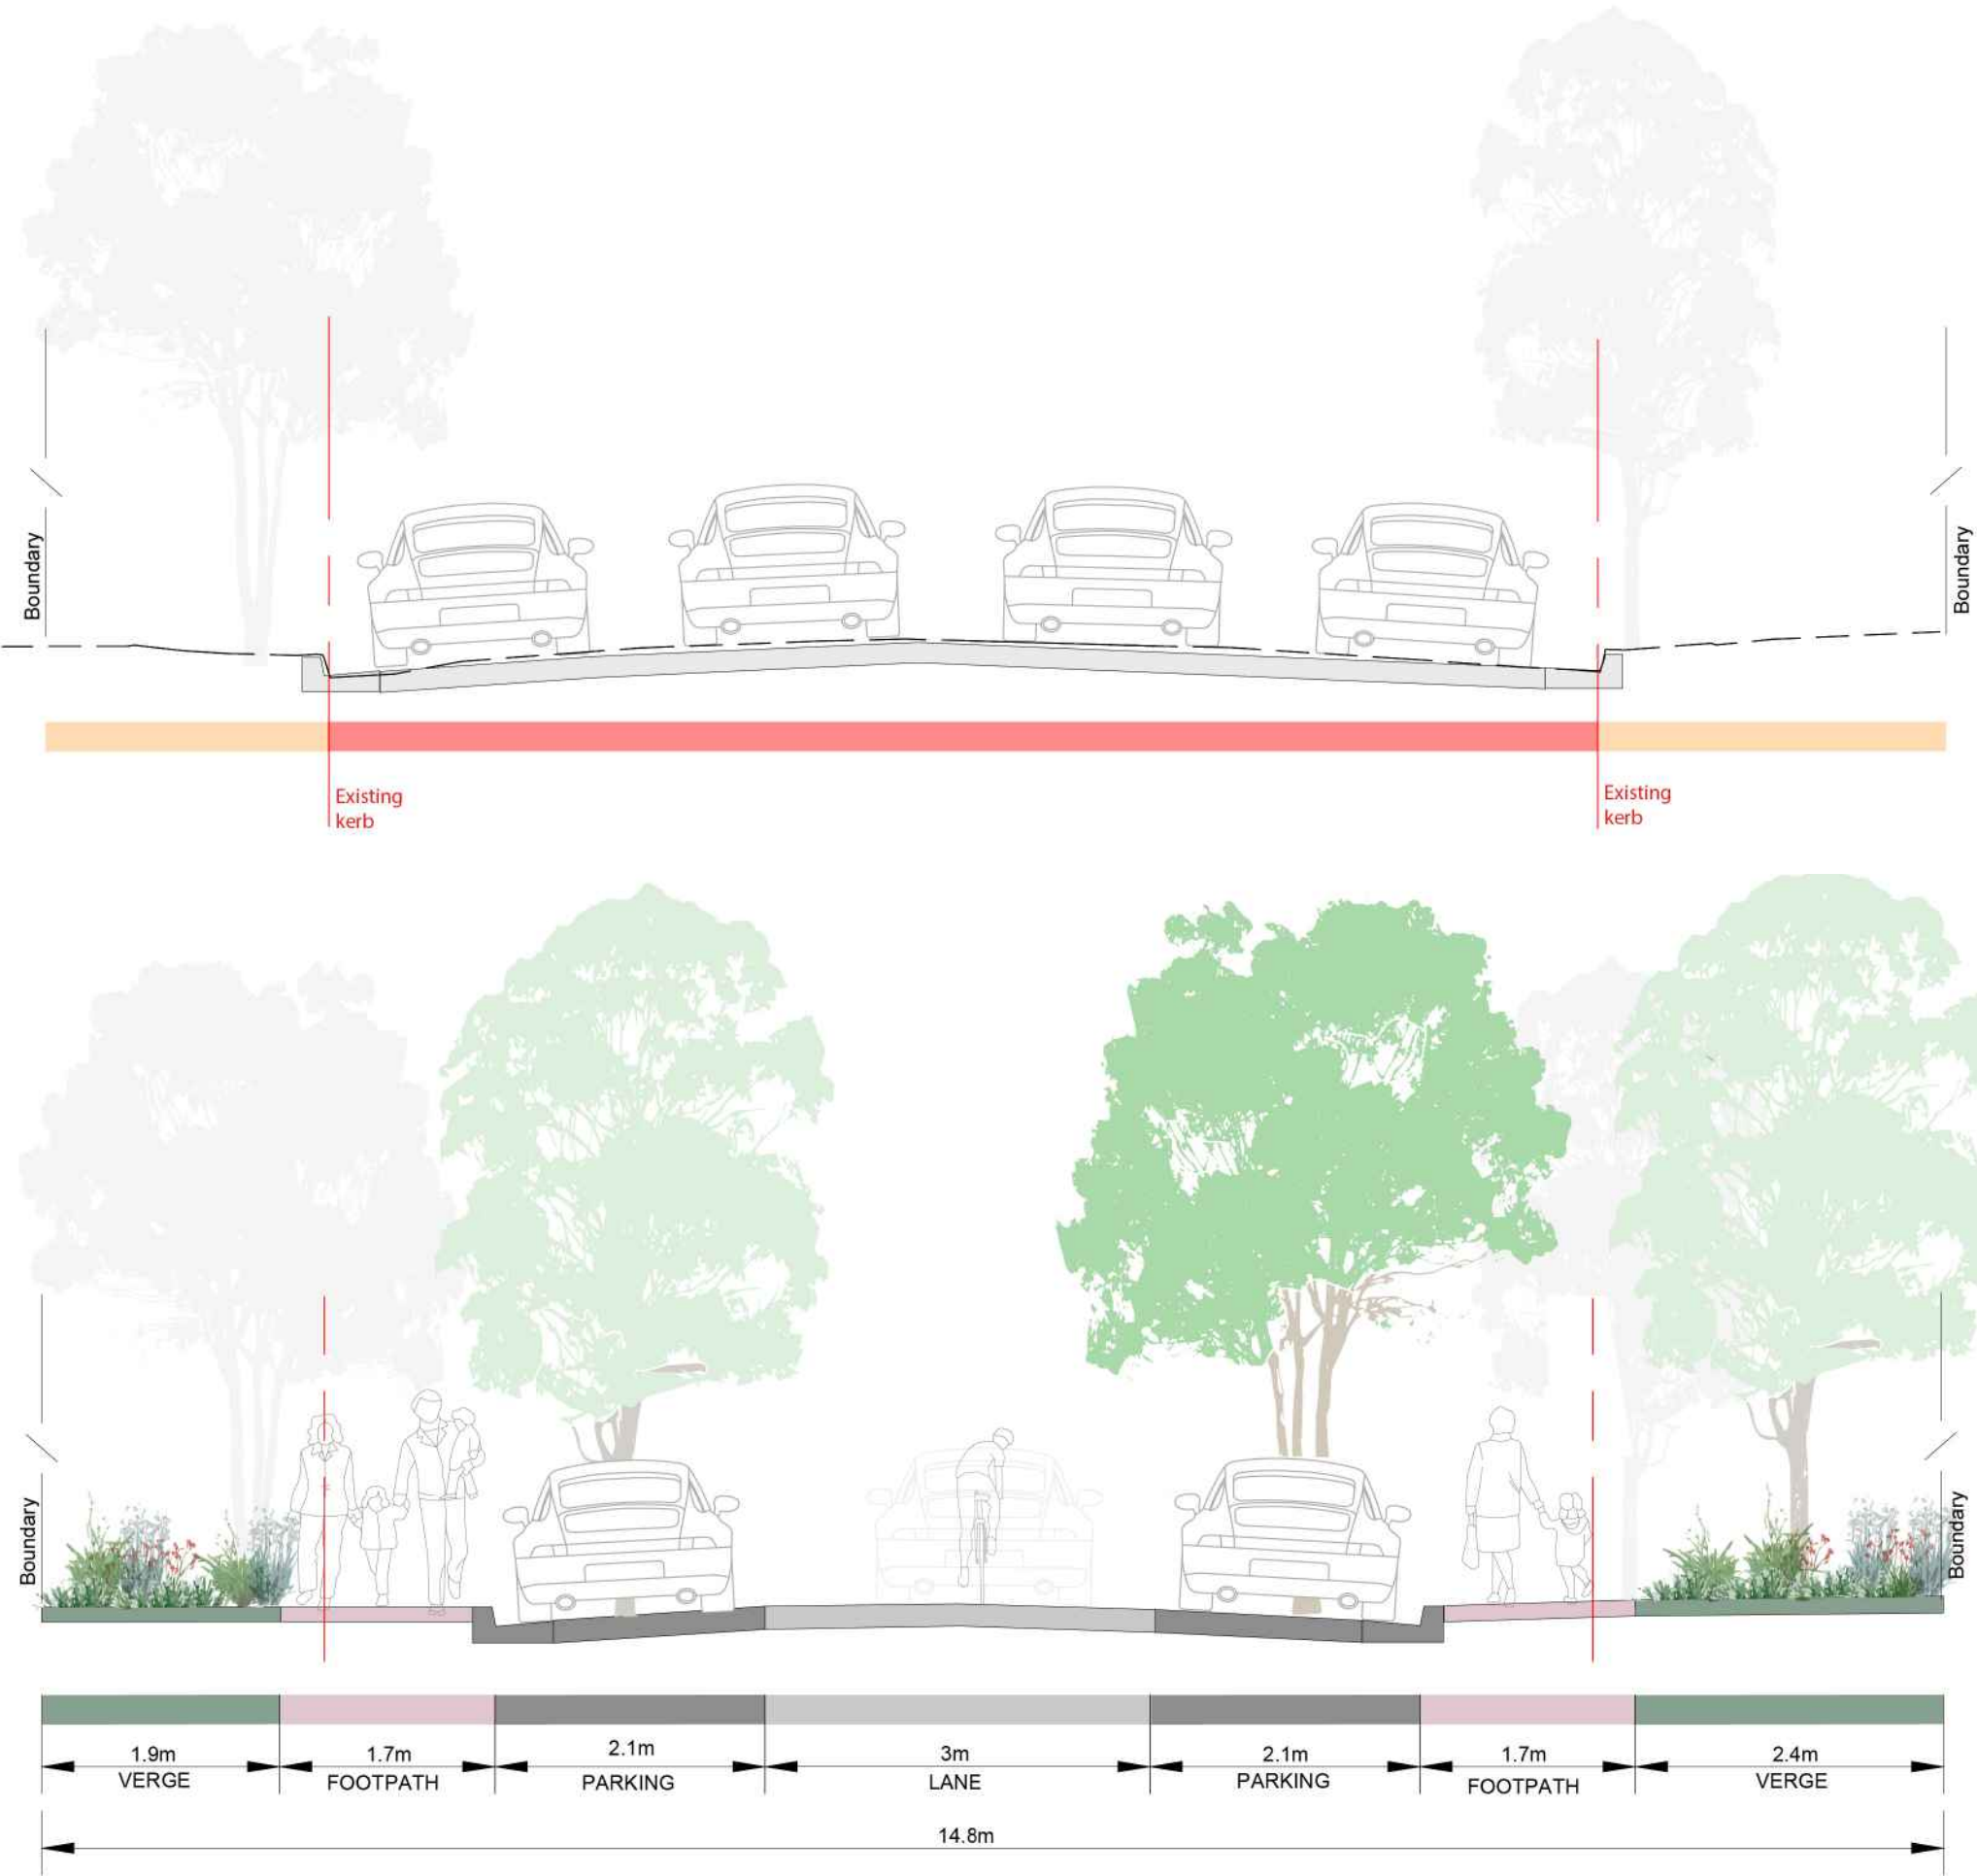 Boundary
Boundary
Existing
kerb
Existing
kerb
Boundary
Boundary
1.9m
VERGE
1.7m
FOOTPATH
2.1m
PARKING
3m
LANE
2.1m
PARKING
1.7m
FOOTPATH
2.4m
VERGE
14.8m